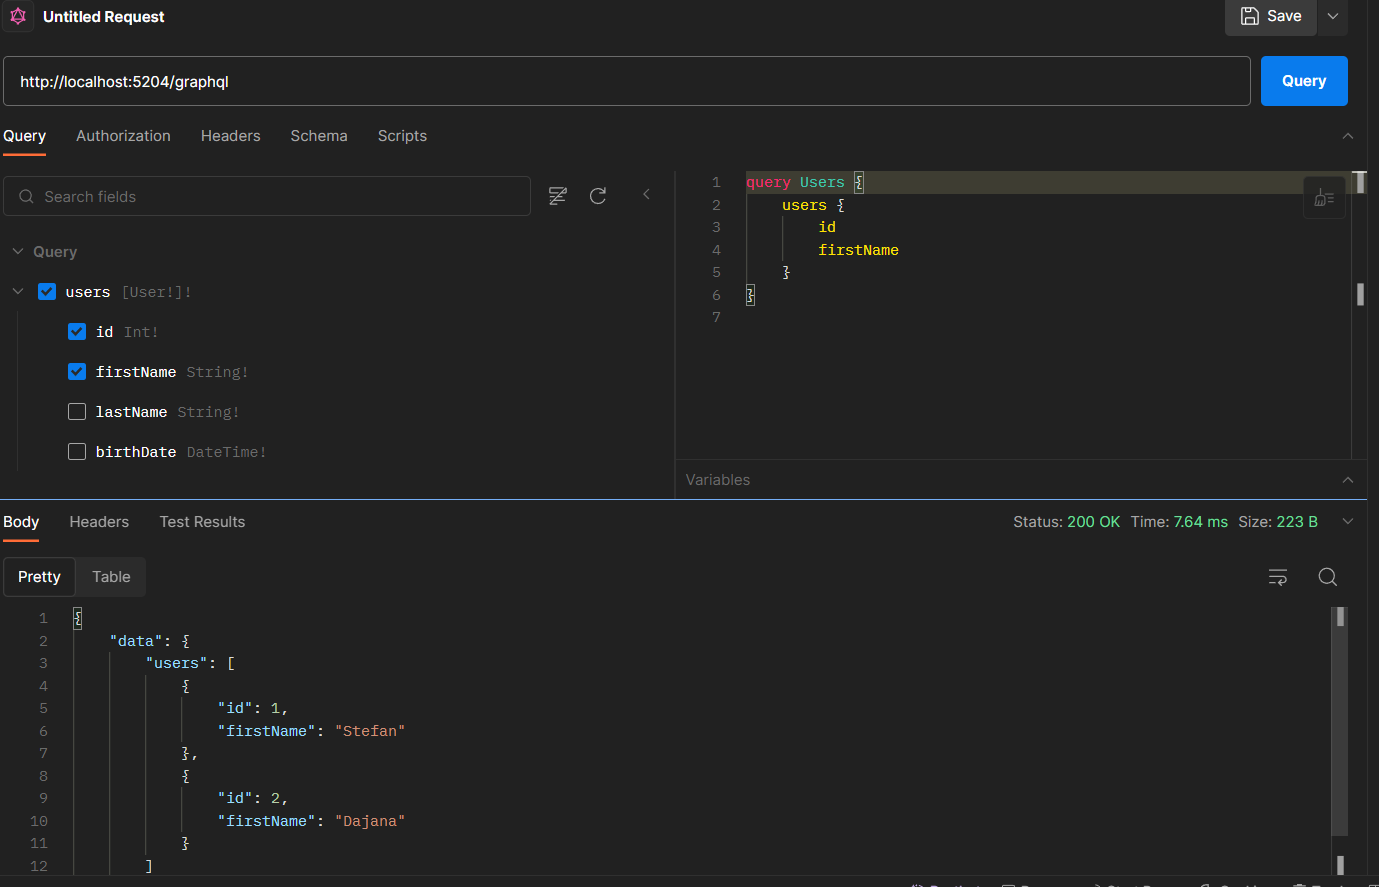 Untitled Request
Save
http://localhost:5204/graphql
Query
Query Authorization Headers Schema Scripts
Search fields
Query
users [User!]!
id Int!
firstName String!
lastName String!
birthDate DateTime!
1 query Users {
2 users {
3 id
4 firstName
5 }
6 }
7
Variables
Body Headers Test Results
Status: 200 OK Time: 7.64 ms Size: 223 B
Pretty Table
1 {
2 "data": {
3 "users": [
4 {
5 "id": 1,
6 "firstName": "Stefan"
7 },
8 {
9 "id": 2,
10 "firstName": "Dajana"
11 }
12 ]